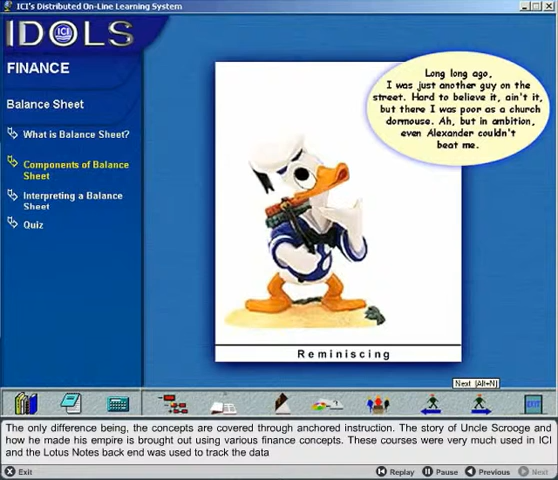 ICI's Distributed On-Line Learning System
IDOLS
ICI
FINANCE
Balance Sheet
What is Balance Sheet?
Components of Balance
Sheet
Interpreting a Balance
Sheet
Quiz
Long long ago,
I was just another guy on the
street. Hard to believe it, ain't it,
but there I was poor as a church
dormouse. Ah, but in ambition,
even Alexander couldn't
beat me.
Reminiscing
Next [Alt+N]
EXIT
The only difference being, the concepts are covered through anchored instruction. The story of Uncle Scrooge and
how he made his empire is brought out using various finance concepts. These courses were very much used in ICI
and the Lotus Notes back end was used to track the data
Exit
Replay
Pause
Previous
Next